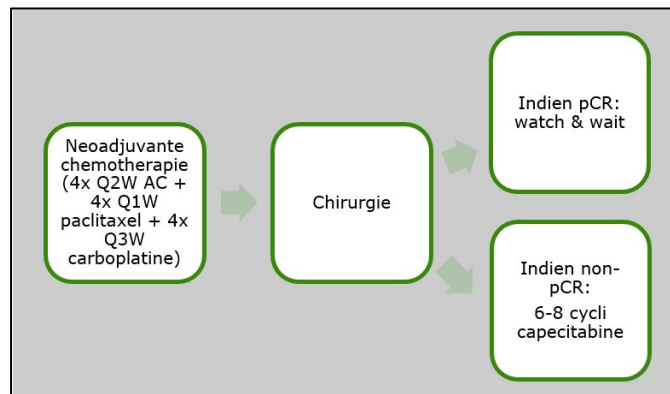 Neoadjuvante
chemotherapie
(4x Q2W AC +
4x Q1W
paclitaxel + 4x
Q3W
carboplatine)
Chirurgie
Indien pCR:
watch & wait
Indien non-
pCR:
6-8 cycli
capecitabine